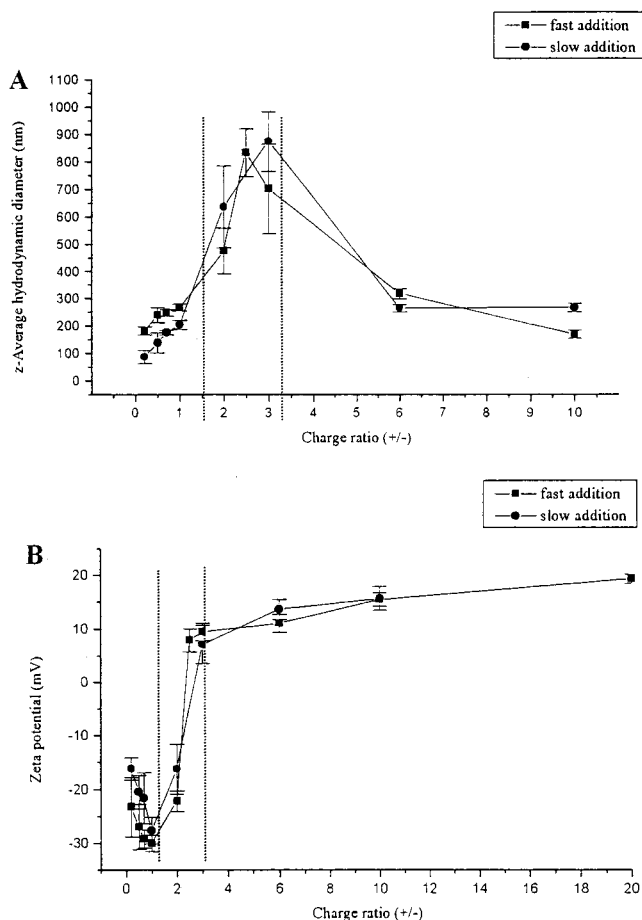 fast addition
slow addition
A
1100
1000
900
800
700
600
500
400
300
200
100
0
z-Average hydrodynamic diameter (nm)
0 1 2 3 4 5 6 7 8 9 10
Charge ratio (+/-)
fast addition
slow addition
B
20
10
0
-10
-20
-30
Zeta potential (mV)
0 2 4 6 8 10 12 14 16 18 20
Charge ratio (+/-)